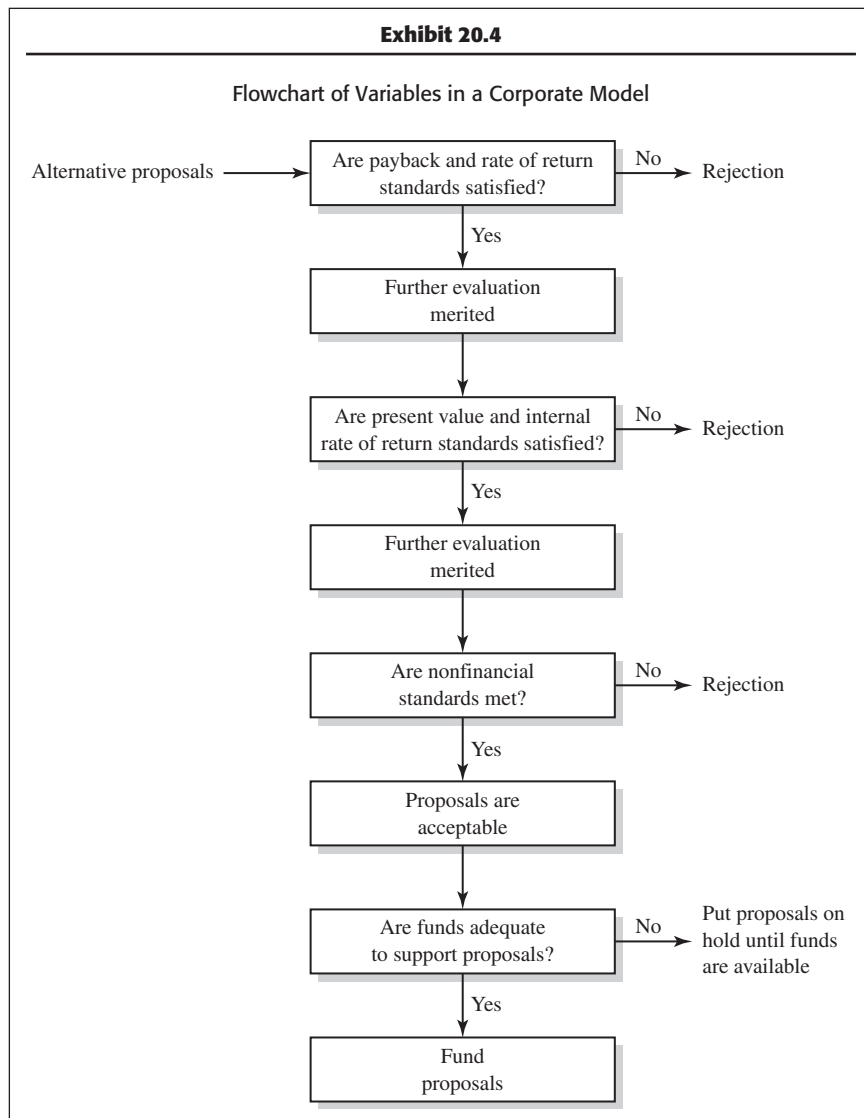 Exhibit 20.4
Flowchart of Variables in a Corporate Model
Alternative proposals
Are payback and rate of return
standards satisfied?
No
Rejection
Yes
Further evaluation
merited
Are present value and internal
rate of return standards satisfied?
No
Rejection
Yes
Further evaluation
merited
Are nonfinancial
standards met?
No
Rejection
Yes
Proposals are
acceptable
Are funds adequate
to support proposals?
No
Put proposals on
hold until funds
are available
Yes
Fund
proposals